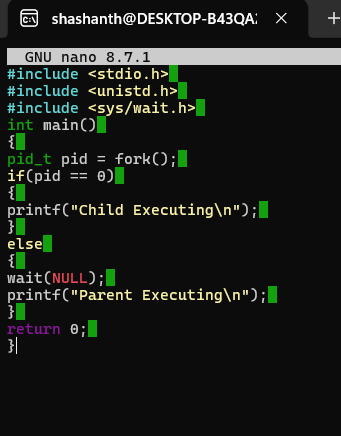 shashanth@DESKTOP-B43QA
GNU nano 8.7.1
#include <stdio.h>
#include <unistd.h>
#include <sys/wait.h>
int main()
{
pid_t pid = fork();
if(pid == 0)
{
printf("Child Executing\n");
}
else
{
wait(NULL);
printf("Parent Executing\n");
}
return 0;
}